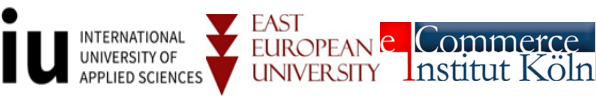 iu INTERNATIONAL
UNIVERSITY OF
APPLIED SCIENCES
EAST
EUROPEAN
UNIVERSITY
e Commerce
Institut Köln